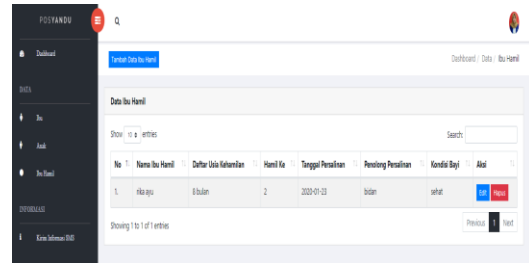 POSYANDU
Dashboard
DATA
Ibu
Anak
Ibu Hamil
INFORMASI
Kirim Informasi SMS
Tambah Data Ibu Hamil
Dashboard / Data / Ibu Hamil
Data Ibu Hamil
Show 10 entries
Search:
No Nama Ibu Hamil Daftar Usia Kehamilan Hamil Ke Tanggal Persalinan Penolong Persalinan Kondisi Bayi Aksi
1. rika ayu 8 bulan 2 2020-01-23 bidan sehat Edit Hapus
Showing 1 to 1 of 1 entries
Previous 1 Next